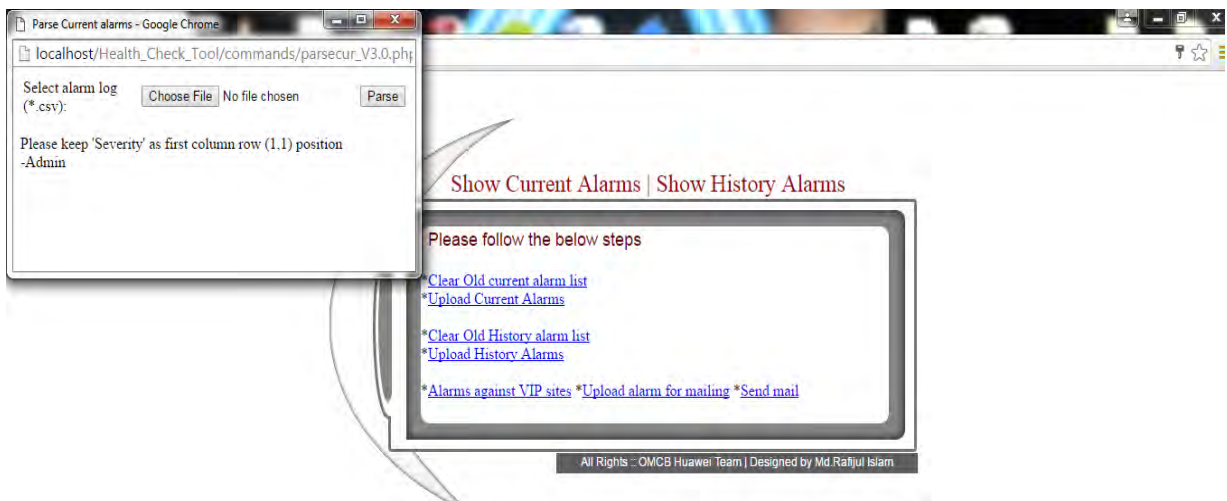 Parse Current alarms - Google Chrome
localhost/Health_Check_Tool/commands/parsecur_V3.0.php
Select alarm log
(*.csv):
Choose File No file chosen
Parse
Please keep 'Severity' as first column row (1,1) position
-Admin
Show Current Alarms | Show History Alarms
Please follow the below steps
*Clear Old current alarm list
*Upload Current Alarms
*Clear Old History alarm list
*Upload History Alarms
*Alarms against VIP sites *Upload alarm for mailing *Send mail
All Rights :: OMCB Huawei Team | Designed by Md.Rafijul Islam